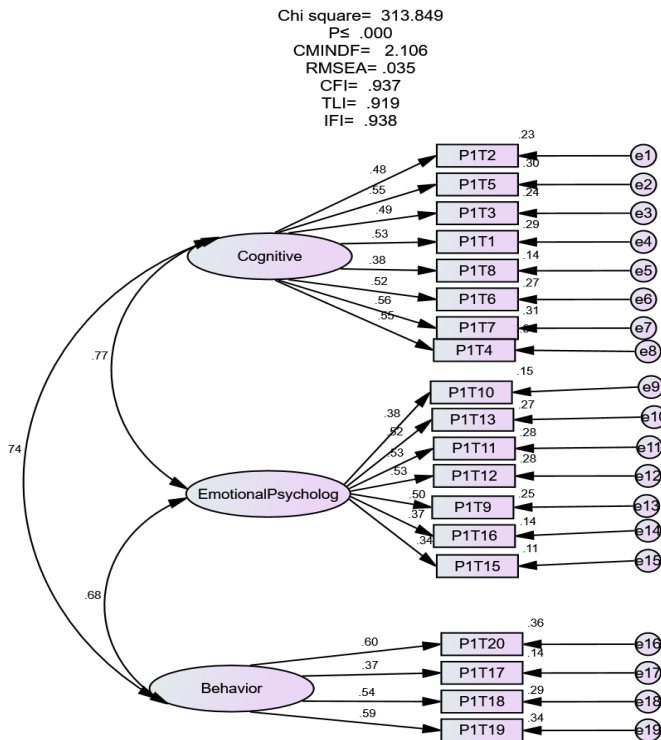 Chi square= 313.849
P≤ .000
CMINDF= 2.106
RMSEA= .035
CFI= .937
TLI= .919
IFI= .938
.23
.48 P1T2 e1
.30
.55 P1T5 e2
.24
.49 P1T3 e3
.29
Cognitive .53 P1T1 e4
.14
.38 P1T8 e5
.27
.52 P1T6 e6
.31
.56 P1T7 e7
.55 P1T4 e8
.77
.15
.38 P1T10 e9
.27
.52 P1T13 e10
.28
.53 P1T11 e11
74
.28
.53 P1T12 e12
EmotionalPsycholog
.25
.50 P1T9 e13
.14
.37 P1T16 e14
.11
.34 P1T15 e15
.68
.36
.60 P1T20 e16
.14
.37 P1T17 e17
Behavior
.29
.54 P1T18 e18
.34
.59 P1T19 e19